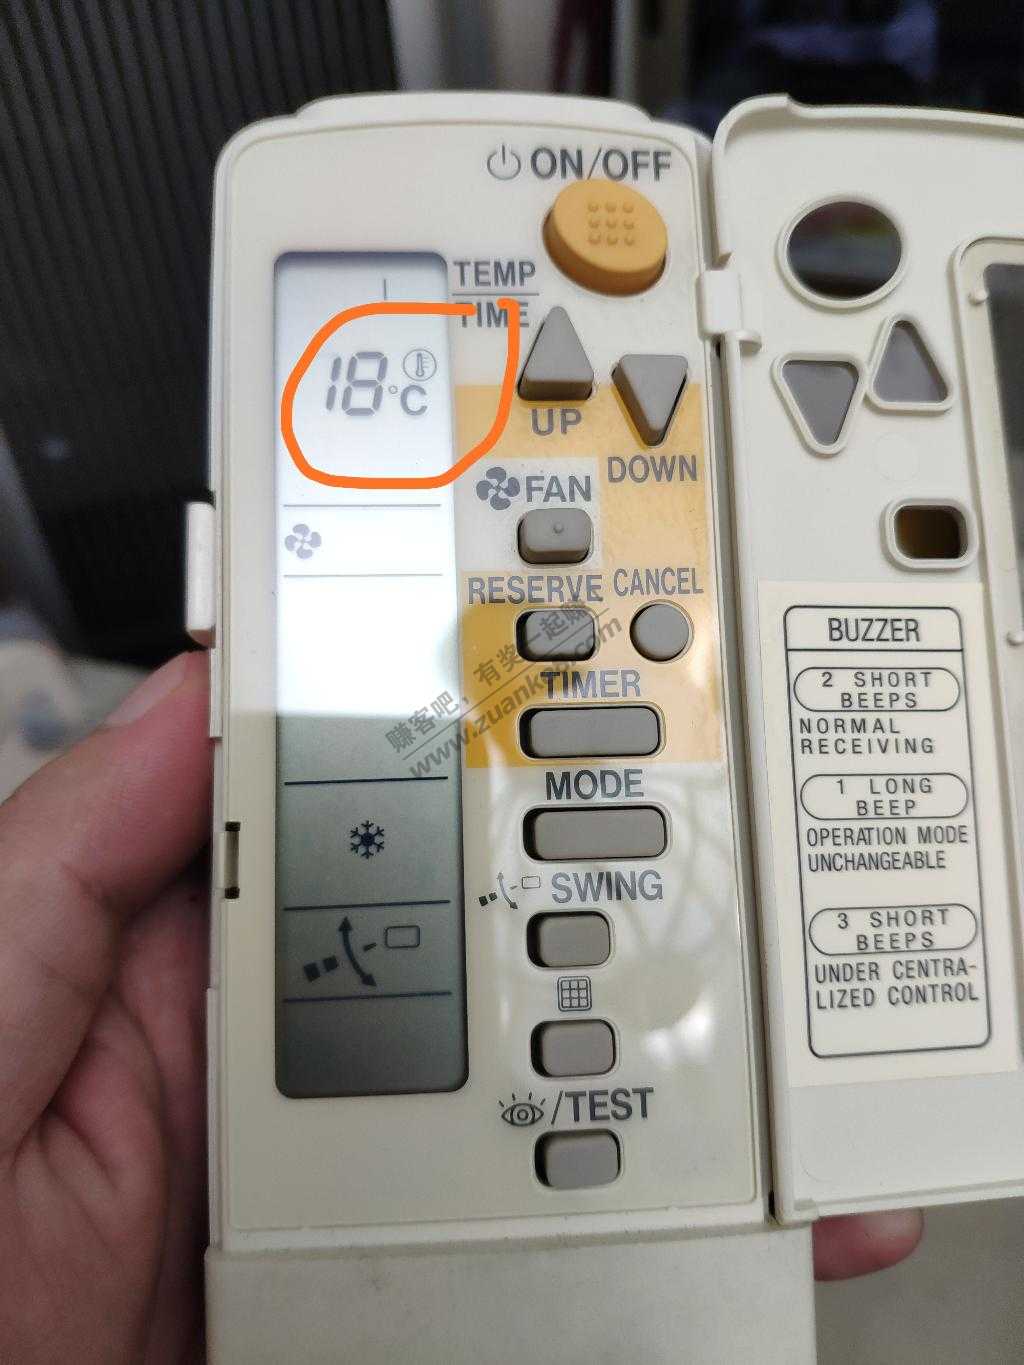 ON/OFF
TEMP
TIME
18°C
UP
DOWN
FAN
RESERVE CANCEL
TIMER
MODE
SWING
/TEST
BUZZER
2 SHORT
BEEPS
NORMAL
RECEIVING
1 LONG
BEEP
OPERATION MODE
UNCHANGEABLE
3 SHORT
BEEPS
UNDER CENTRA-
LIZED CONTROL
赚客吧,有奖一起赚!
www.zuanke8.com